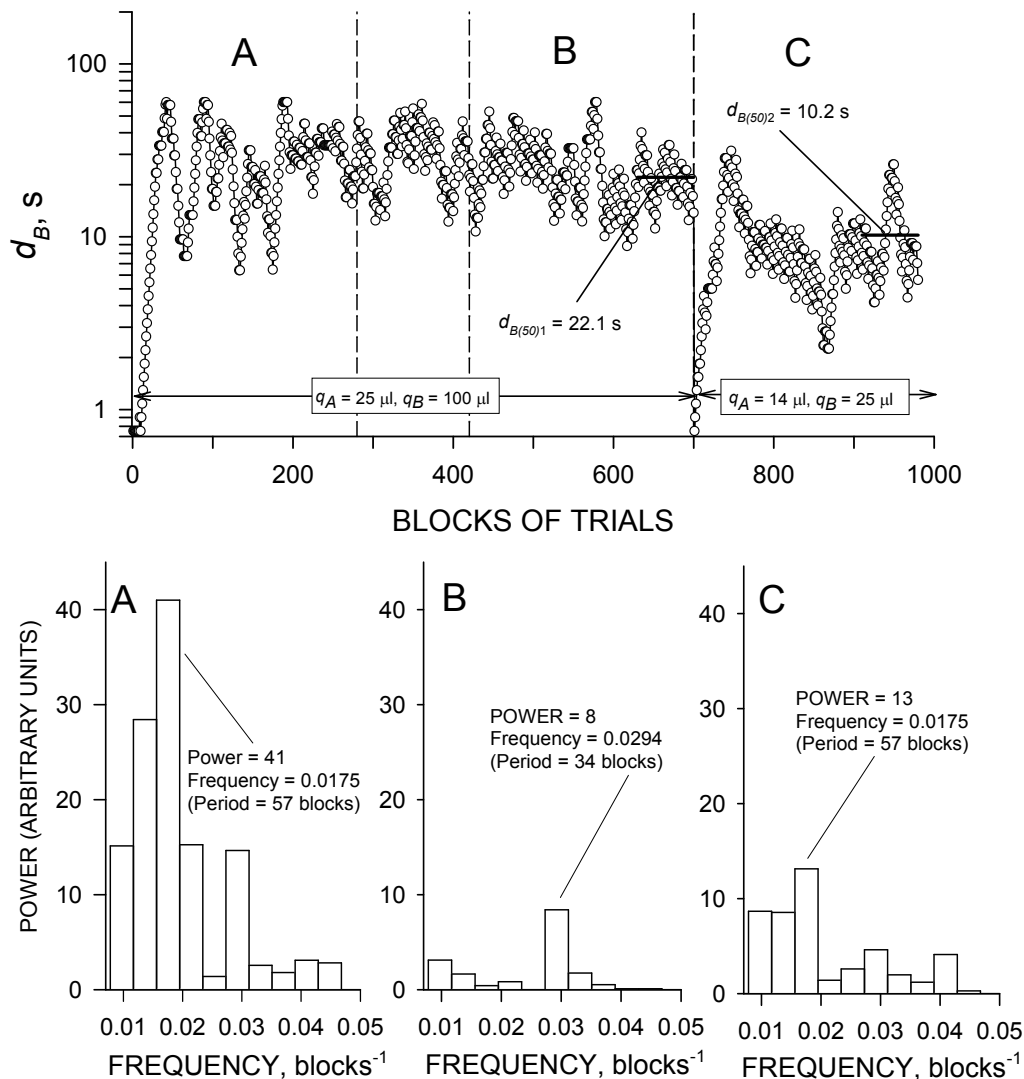 A
B
C
100
10
1
d_B, s
d_B(50)2 = 10.2 s
d_B(50)1 = 22.1 s
q_A = 25 µl, q_B = 100 µl
q_A = 14 µl, q_B = 25 µl
0 200 400 600 800 1000
BLOCKS OF TRIALS
A
POWER (ARBITRARY UNITS)
40
30
20
10
0
Power = 41
Frequency = 0.0175
(Period = 57 blocks)
0.01 0.02 0.03 0.04 0.05
FREQUENCY, blocks⁻¹
B
40
30
20
10
0
POWER = 8
Frequency = 0.0294
(Period = 34 blocks)
0.01 0.02 0.03 0.04 0.05
FREQUENCY, blocks⁻¹
C
40
30
20
10
0
POWER = 13
Frequency = 0.0175
(Period = 57 blocks)
0.01 0.02 0.03 0.04 0.05
FREQUENCY, blocks⁻¹